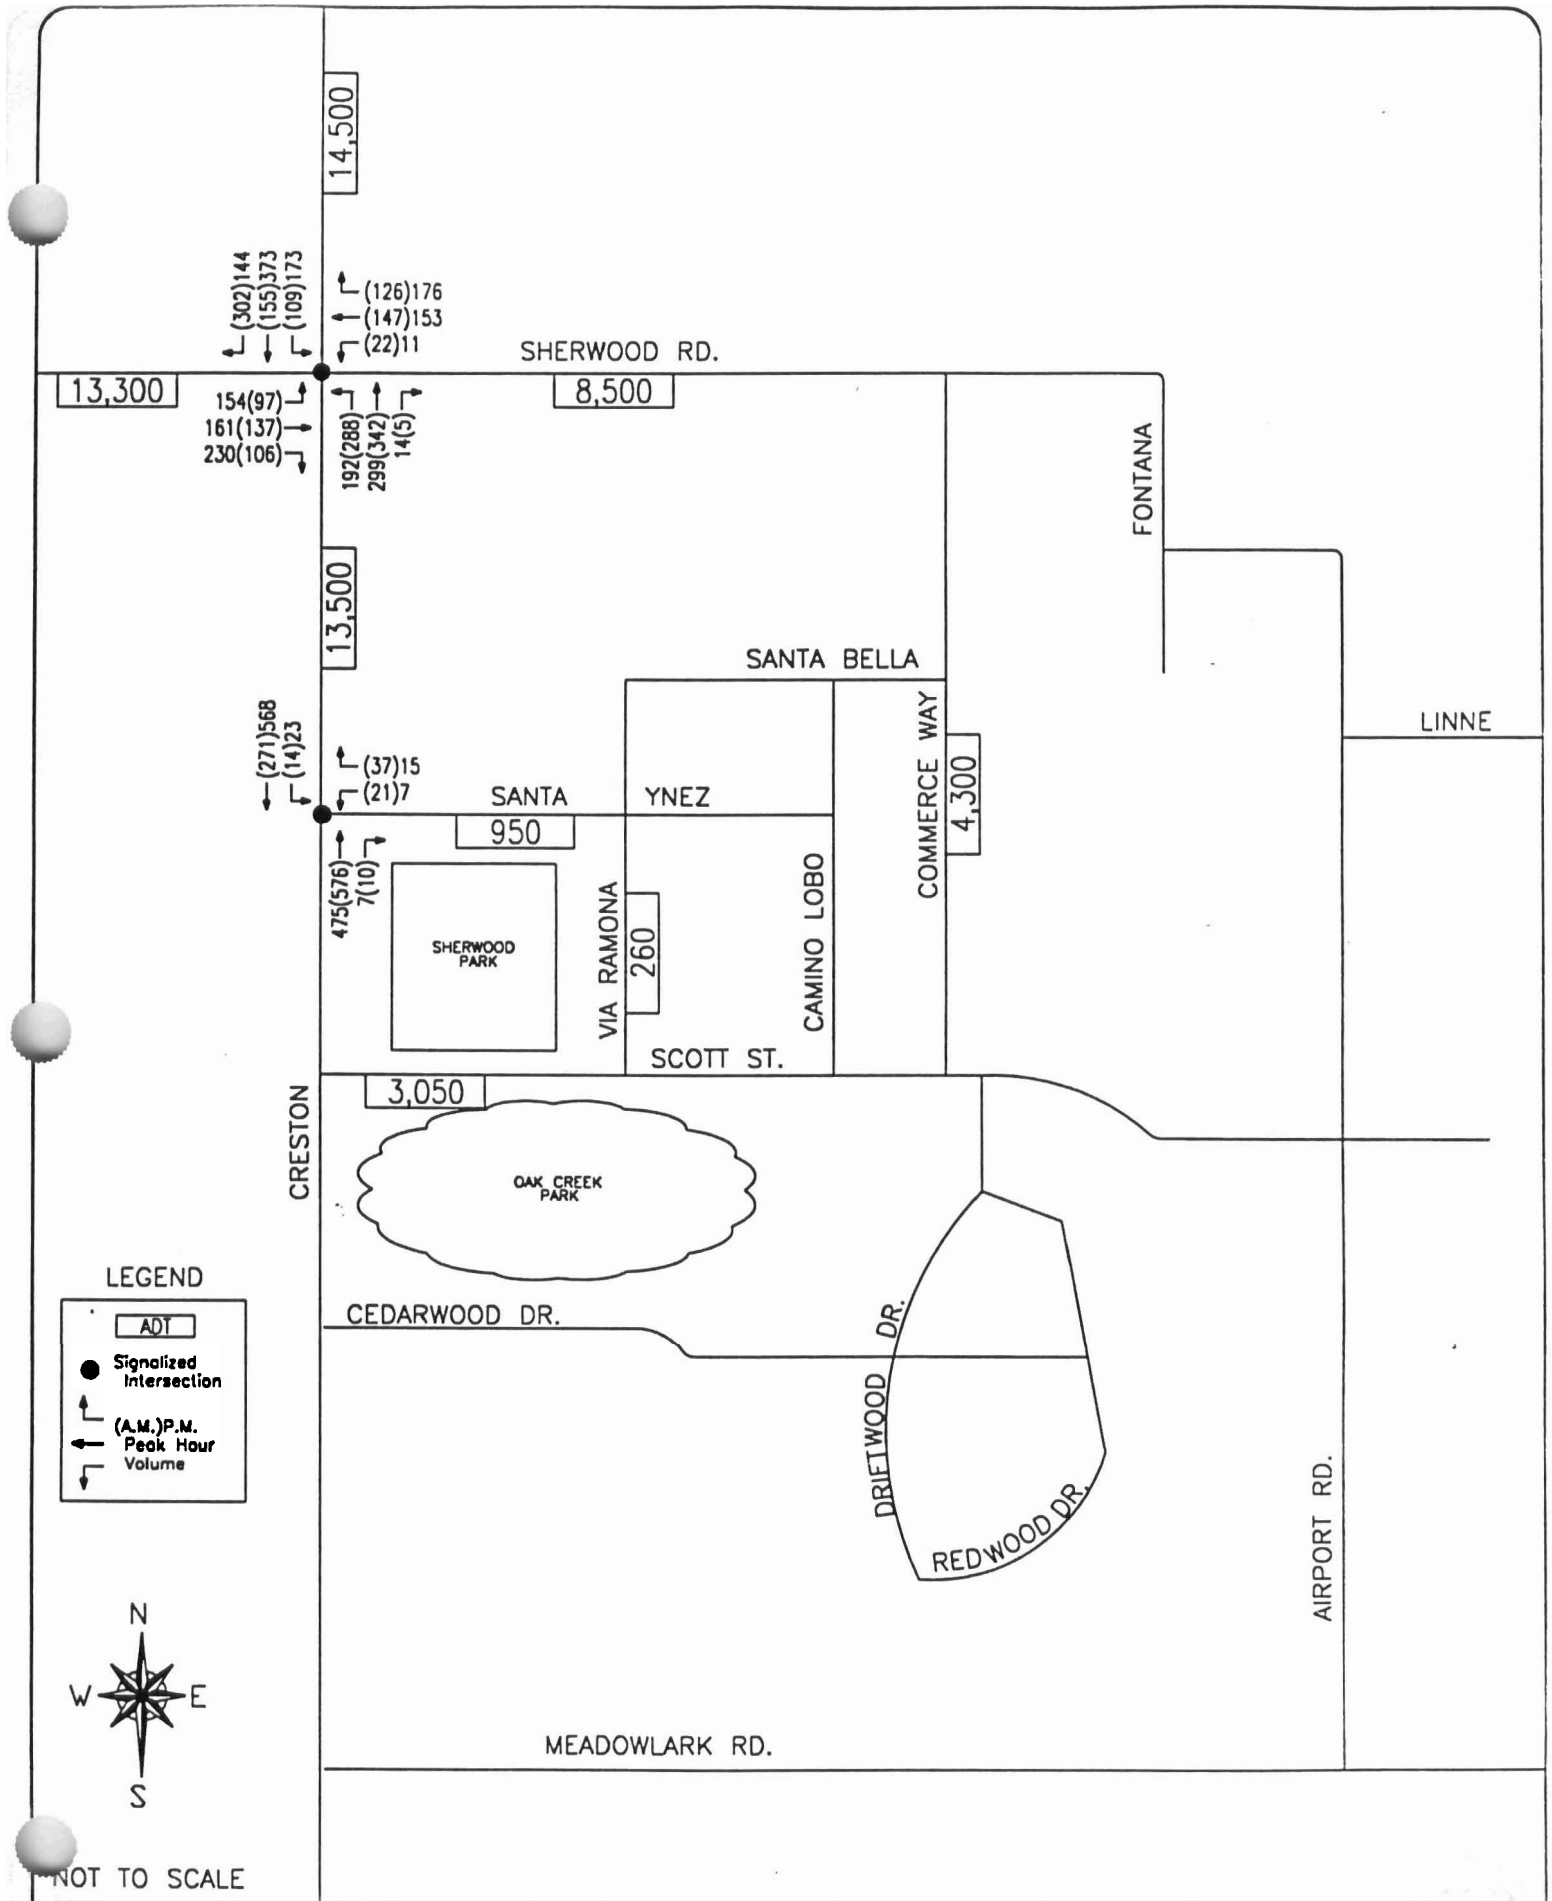 14,500
(302)144
(155)373
(109)173
(126)176
(147)153
(22)11
SHERWOOD RD.
13,300
8,500
154(97)
161(137)
230(106)
192(288)
299(342)
14(5)
FONTANA
13,500
SANTA BELLA
LINNE
(271)568
(14)23
(37)15
(21)7
SANTA YNEZ
950
COMMERCE WAY
4,300
475(576)
7(10)
SHERWOOD
PARK
VIA RAMONA
260
CAMINO LOBO
SCOTT ST.
3,050
CRESTON
OAK CREEK
PARK
LEGEND
ADT
Signalized
Intersection
(A.M.)P.M.
Peak Hour
Volume
CEDARWOOD DR.
DRIFTWOOD DR.
REDWOOD DR.
AIRPORT RD.
N
W E
S
MEADOWLARK RD.
NOT TO SCALE